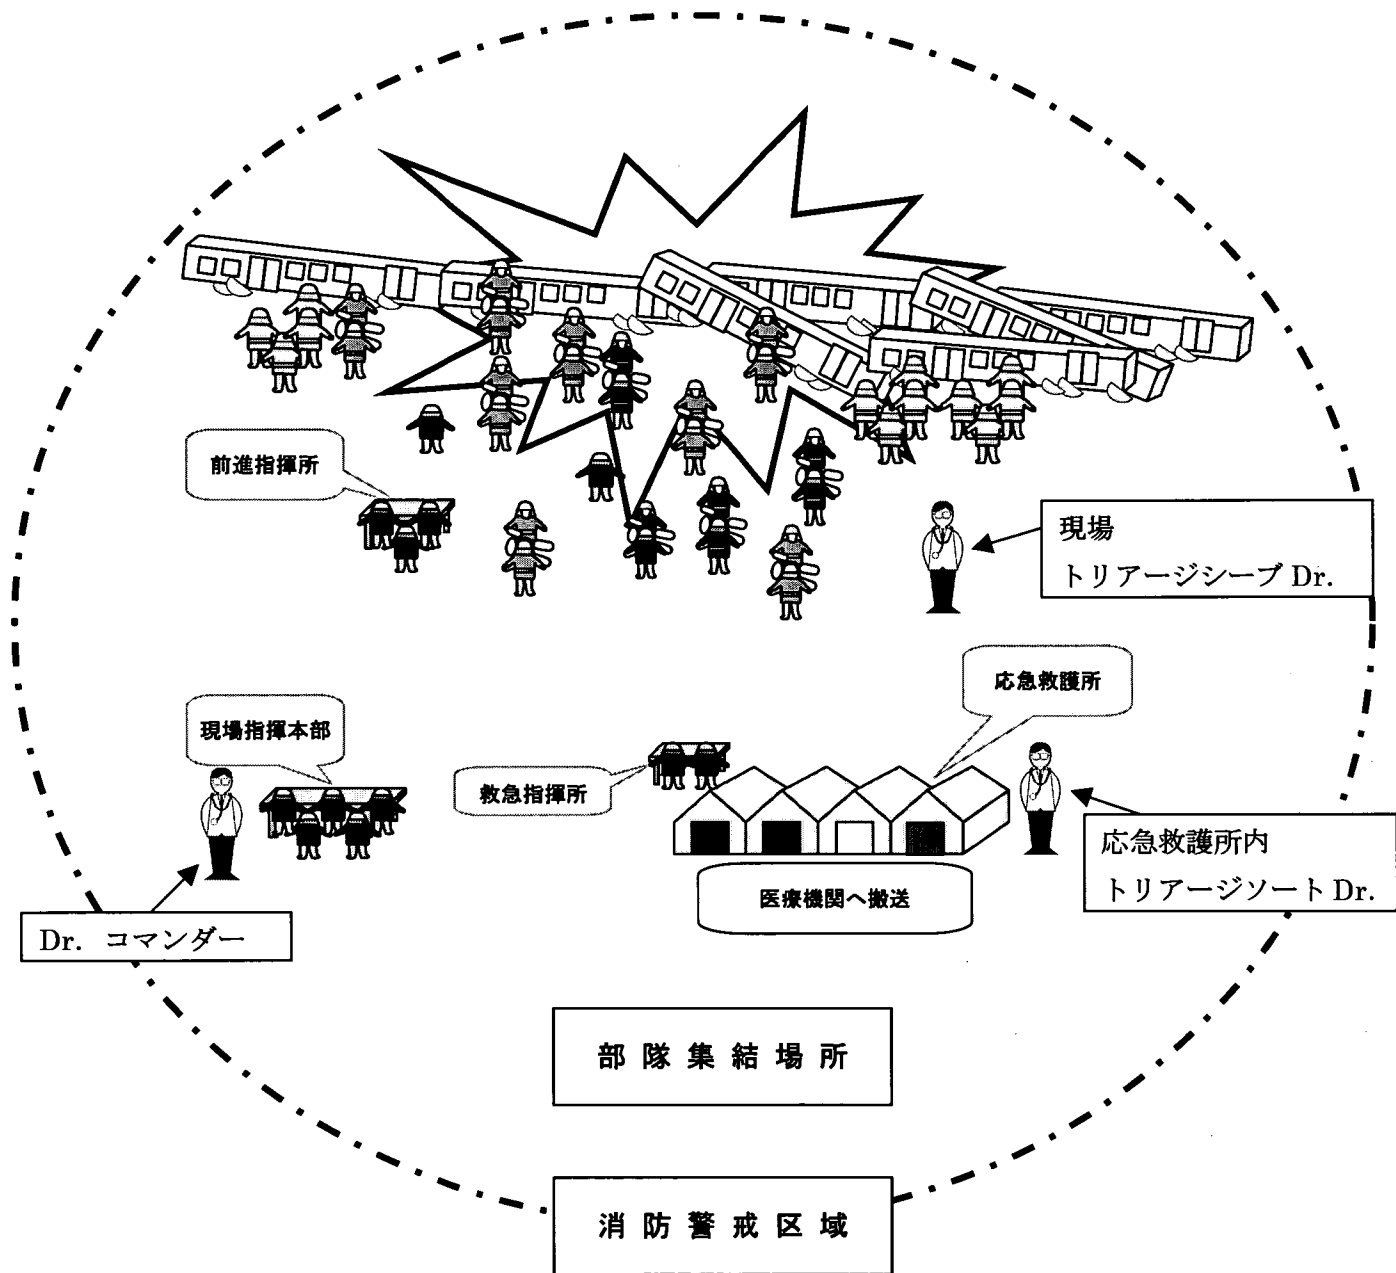 前進指揮所
現場
トリアージシーブ Dr.
応急救護所
現場指揮本部
救急指揮所
応急救護所内
トリアージソート Dr.
医療機関へ搬送
Dr. コマンダー
部隊集結場所
消防警戒区域